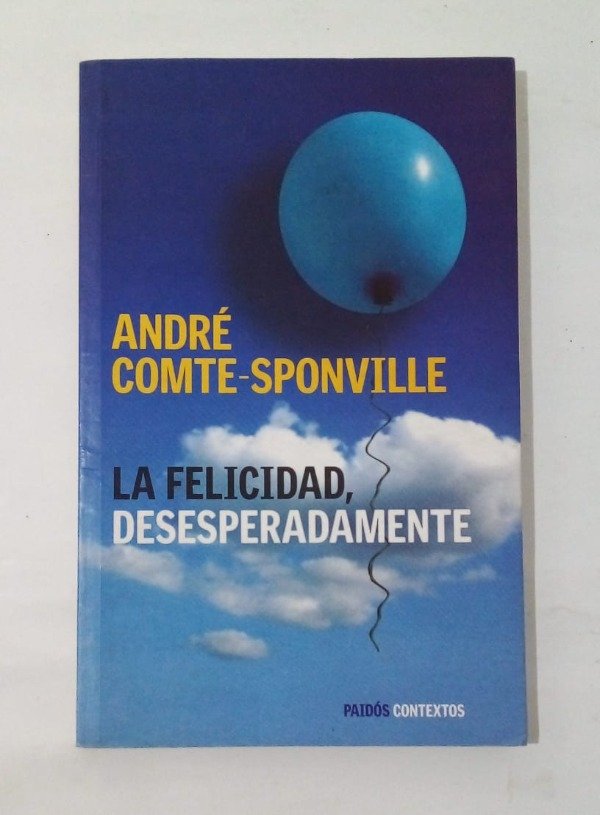 ANDRÉ
COMTE-SPONVILLE
LA FELICIDAD,
DESESPERADAMENTE
PAIDÓS CONTEXTOS